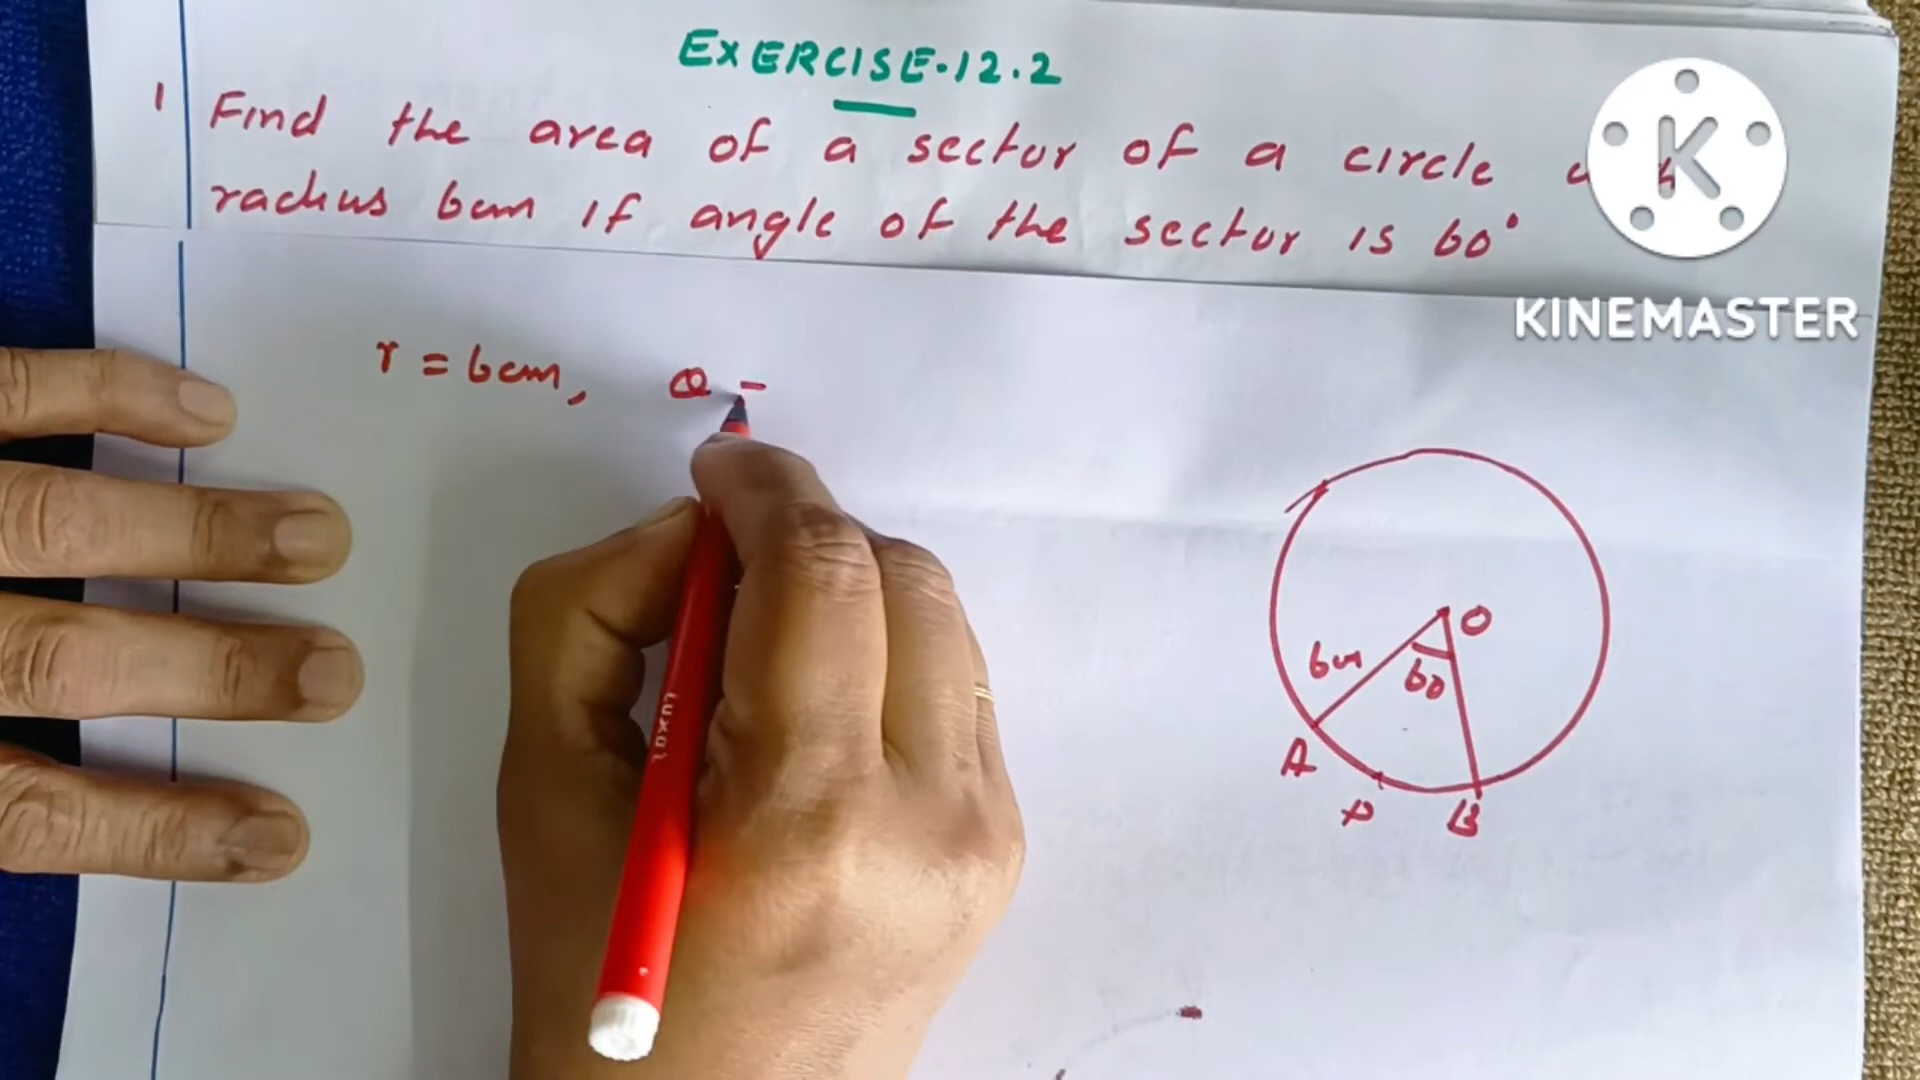 EXERCISE-12.2
1 Find the area of a sector of a circle
radius 6cm if angle of the sector is 60°
K
KINEMASTER
r = 6cm, θ -
O
6cm
60
A
P
B
LUXOR